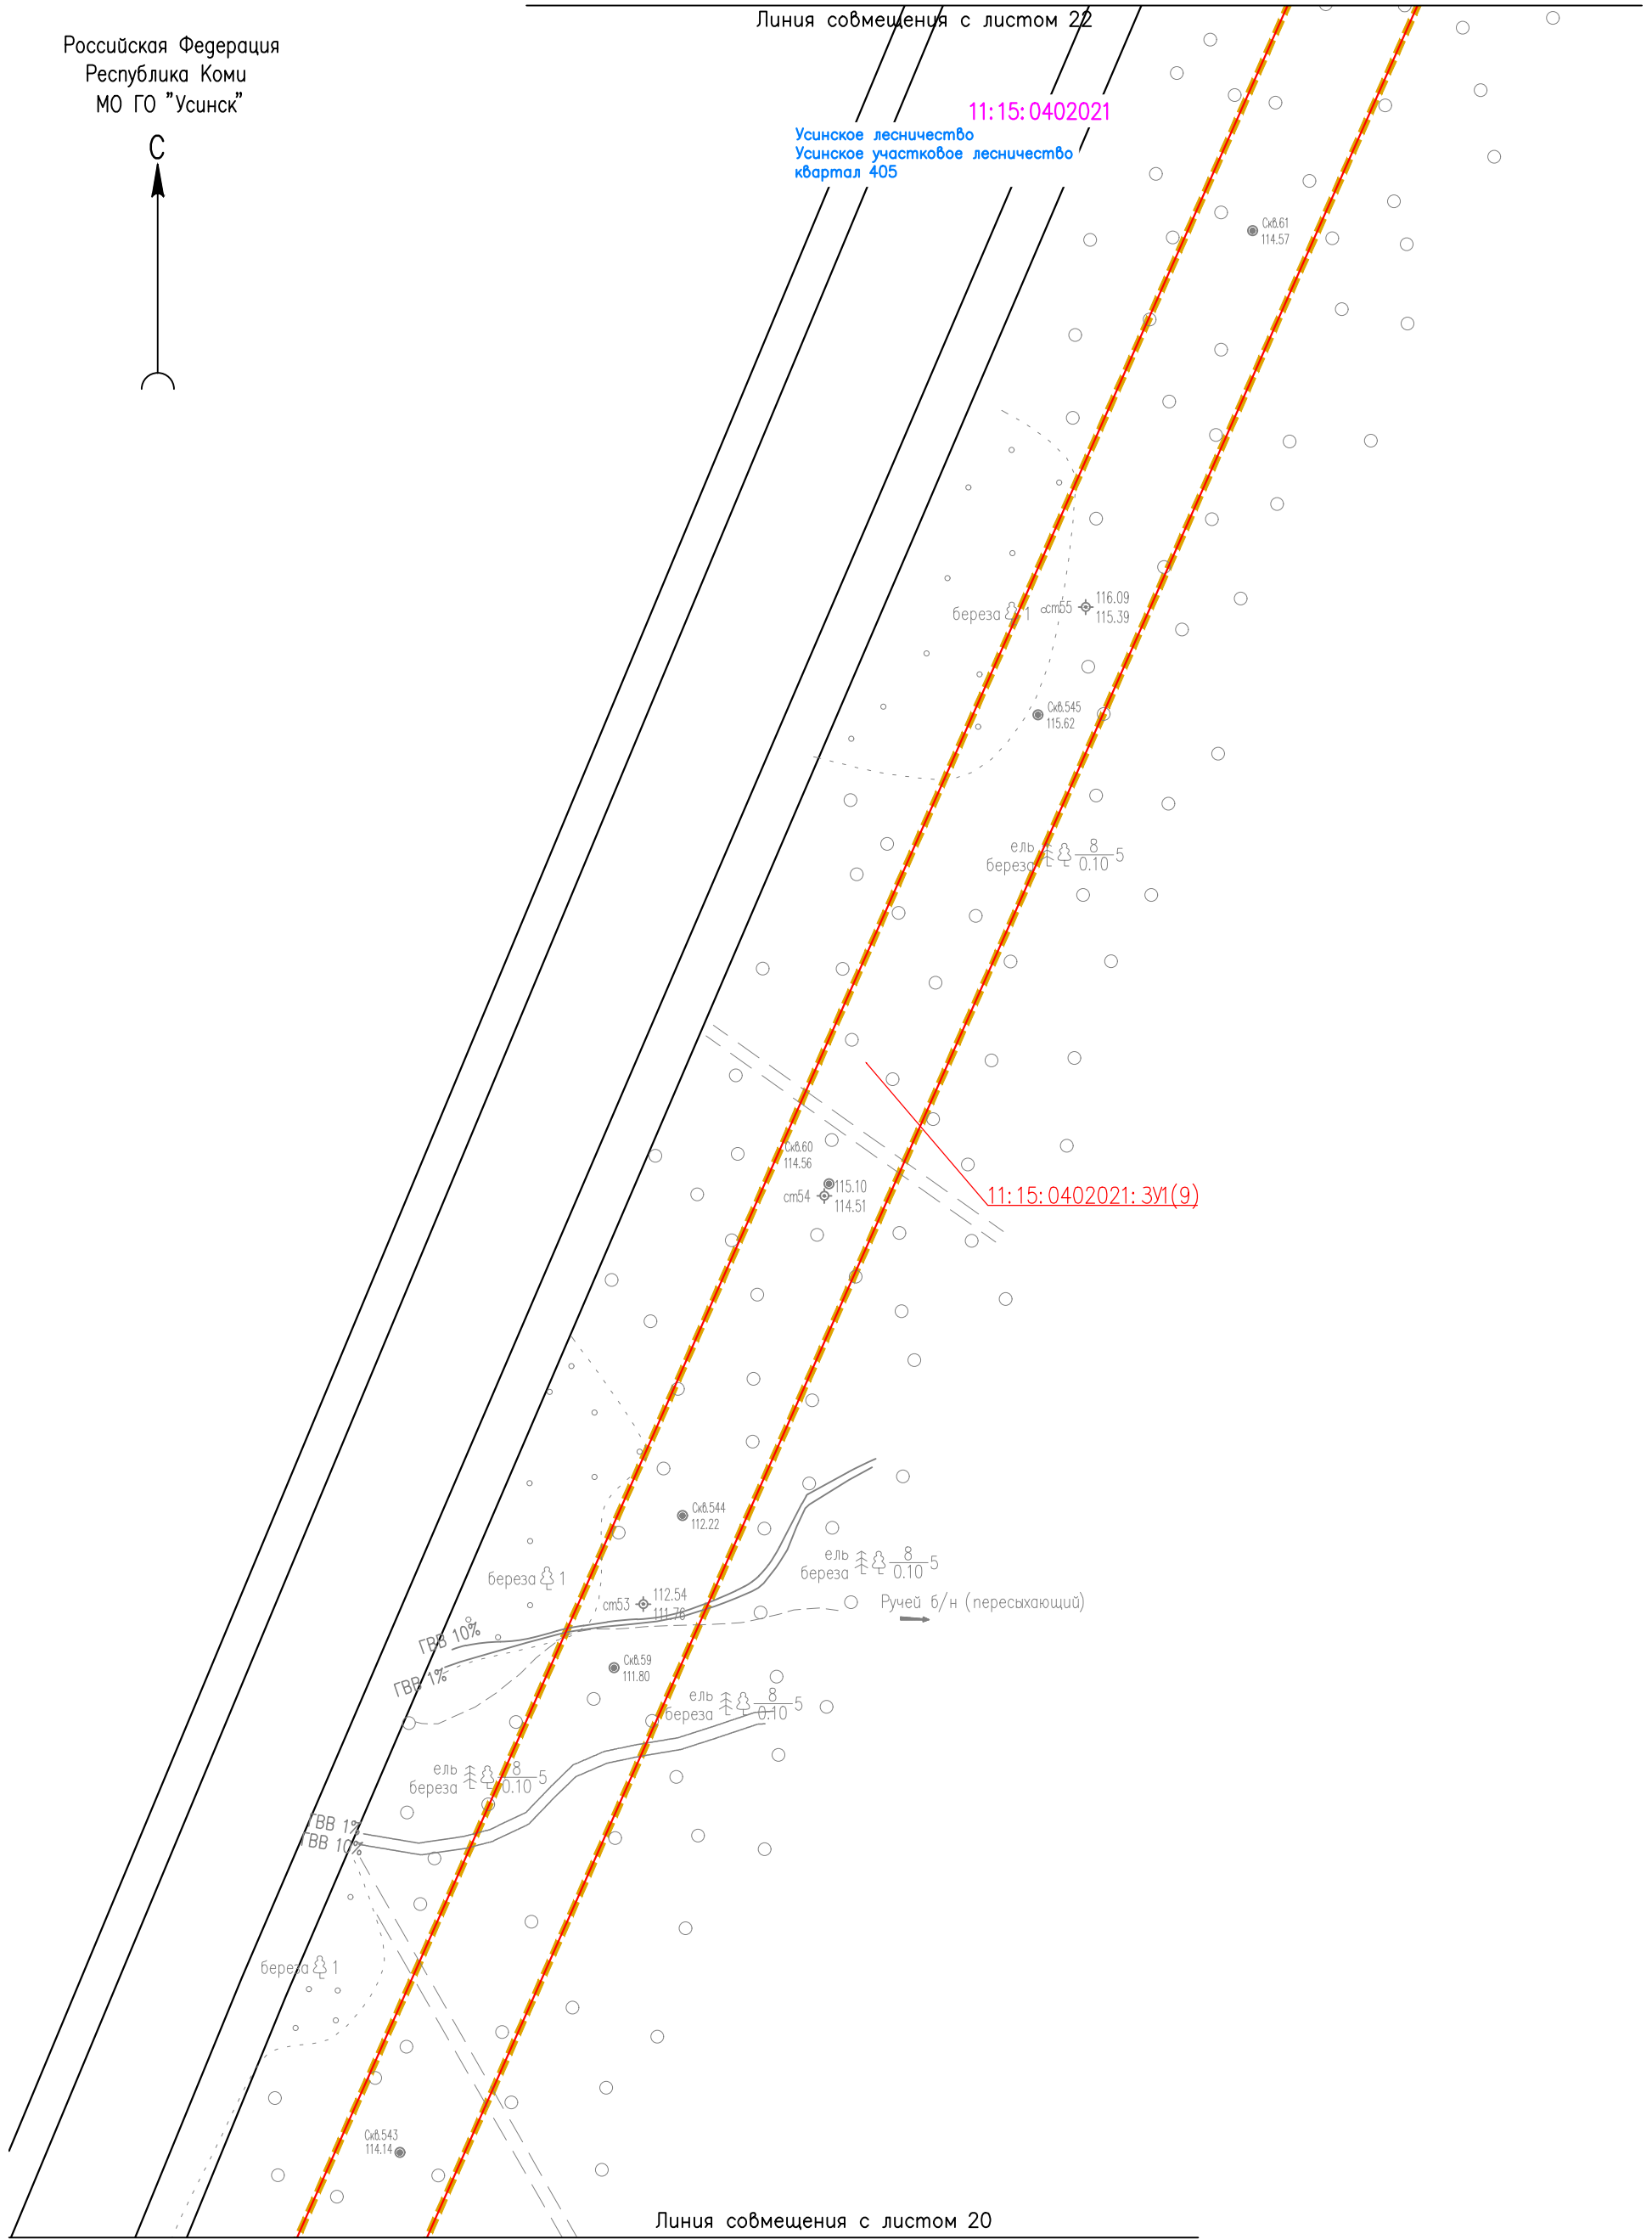 Линия совмещения с листом 22
Российская Федерация
Республика Коми
МО ГО "Усинск"
С
11:15:0402021
Усинское лесничество
Усинское участковое лесничество
квартал 405
Скв.61
114.57
береза 1
ст55
116.09
115.39
Скв.545
115.62
ель
береза
8
0.10
5
Скв.60
114.56
ст54
115.10
114.51
11:15:0402021:ЗУ1(9)
Скв.544
112.22
ель
береза
8
0.10
5
береза 1
ст53
112.54
111.76
Ручей б/н (пересыхающий)
ГВВ 10%
ГВВ 1%
Скв.59
111.80
ель
береза
8
0.10
5
ель
береза
8
0.10
5
ГВВ 1%
ГВВ 10%
береза 1
Скв.543
114.14
Линия совмещения с листом 20